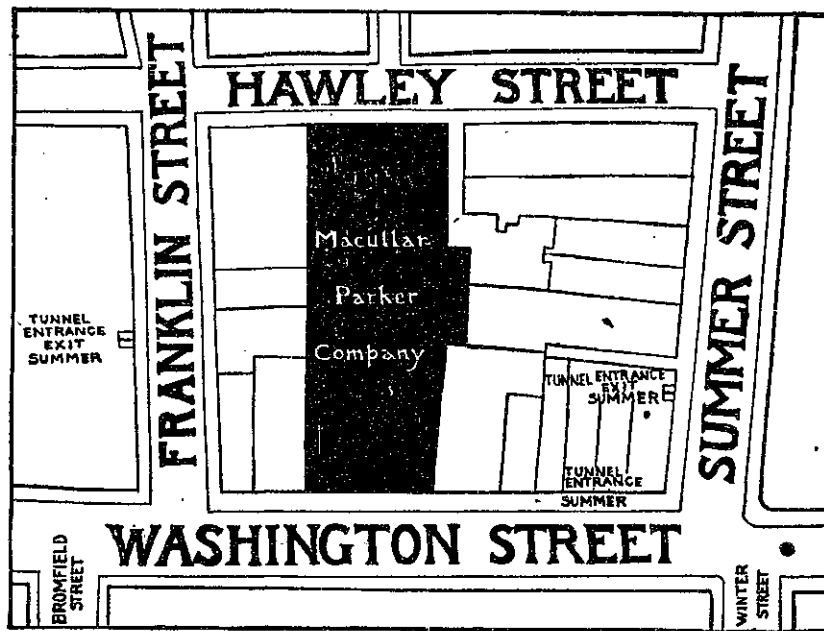 HAWLEY STREET
FRANKLIN STREET
SUMMER STREET
Macullar
Parker
Company
TUNNEL
ENTRANCE
EXIT
SUMMER
TUNNEL ENTRANCE
EXIT
SUMMER
TUNNEL
ENTRANCE
SUMMER
WASHINGTON STREET
BROMFIELD
STREET
WINTER
STREET